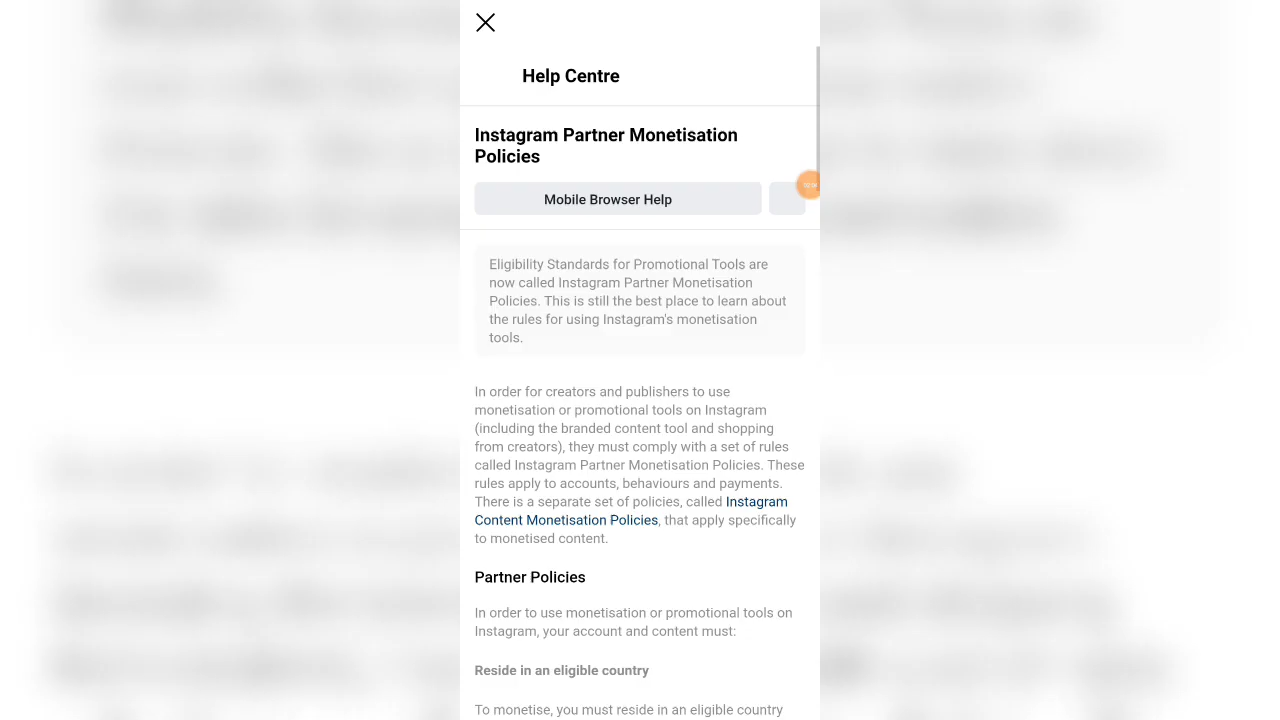 Help Centre
Instagram Partner Monetisation
Policies
Mobile Browser Help
Eligibility Standards for Promotional Tools are
now called Instagram Partner Monetisation
Policies. This is still the best place to learn about
the rules for using Instagram's monetisation
tools.
In order for creators and publishers to use
monetisation or promotional tools on Instagram
(including the branded content tool and shopping
from creators), they must comply with a set of rules
called Instagram Partner Monetisation Policies. These
rules apply to accounts, behaviours and payments.
There is a separate set of policies, called Instagram
Content Monetisation Policies, that apply specifically
to monetised content.
Partner Policies
In order to use monetisation or promotional tools on
Instagram, your account and content must:
Reside in an eligible country
To monetise, you must reside in an eligible country